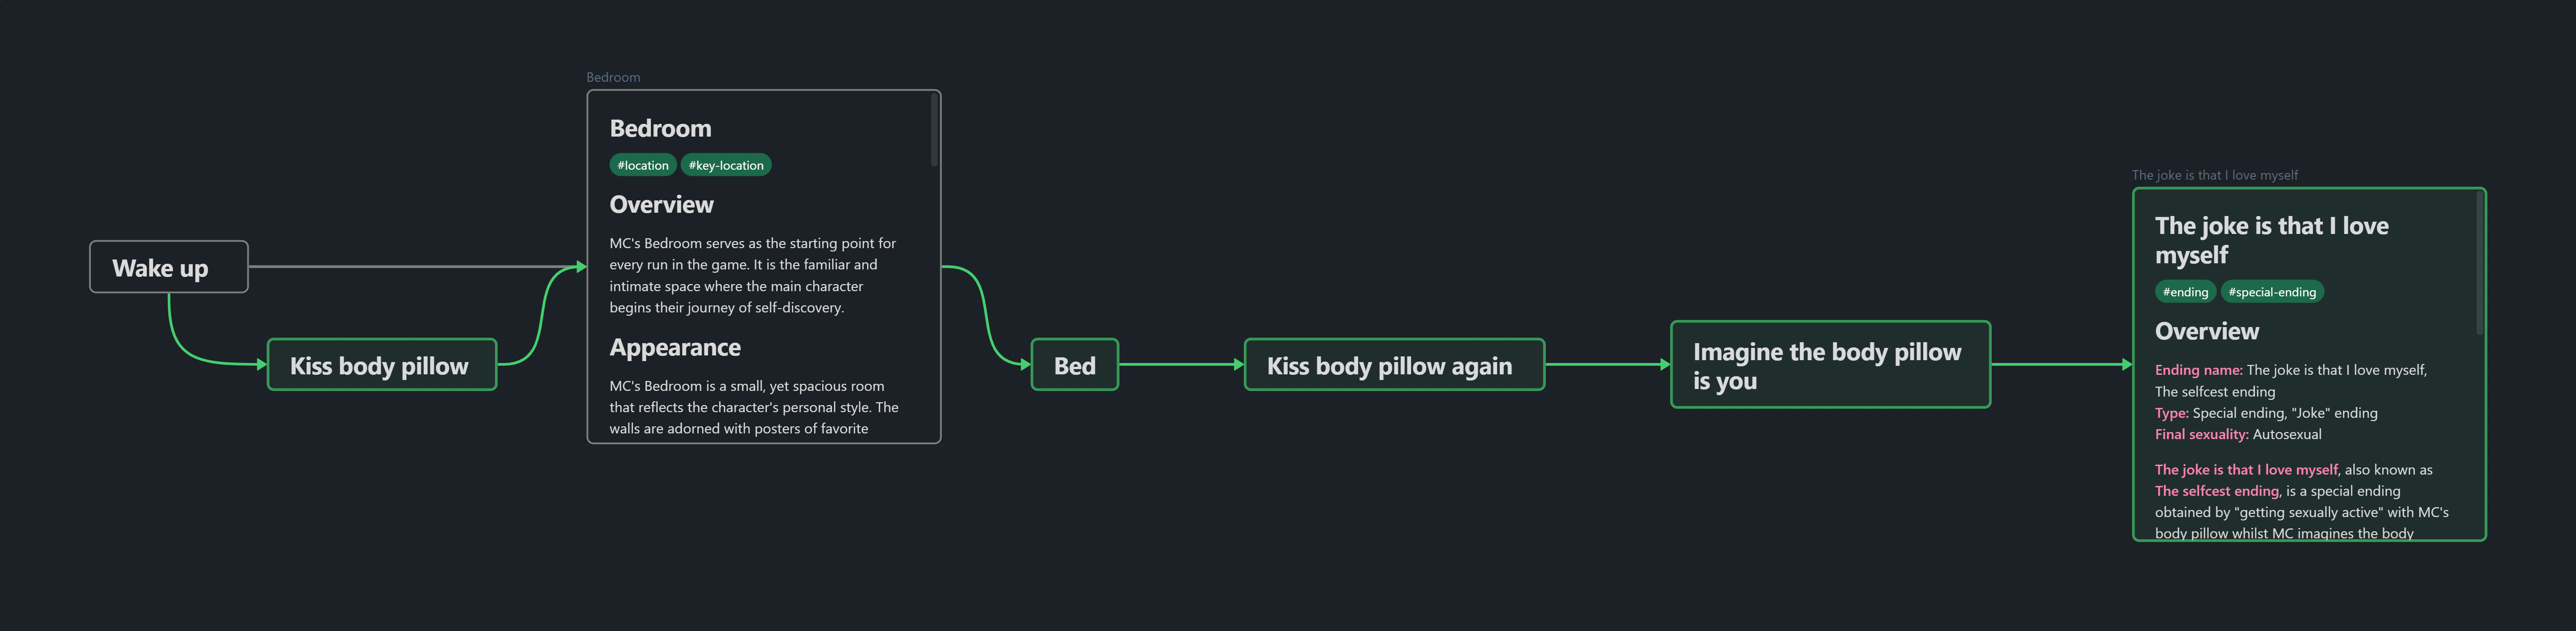 Wake up
Kiss body pillow
Bedroom
Bedroom
#location #key-location
Overview
MC's Bedroom serves as the starting point for
every run in the game. It is the familiar and
intimate space where the main character
begins their journey of self-discovery.
Appearance
MC's Bedroom is a small, yet spacious room
that reflects the character's personal style. The
walls are adorned with posters of favorite
Bed
Kiss body pillow again
Imagine the body pillow
is you
The joke is that I love myself
The joke is that I love
myself
#ending #special-ending
Overview
Ending name: The joke is that I love myself,
The selfcest ending
Type: Special ending, "Joke" ending
Final sexuality: Autosexual
The joke is that I love myself, also known as
The selfcest ending, is a special ending
obtained by "getting sexually active" with MC's
body pillow whilst MC imagines the body